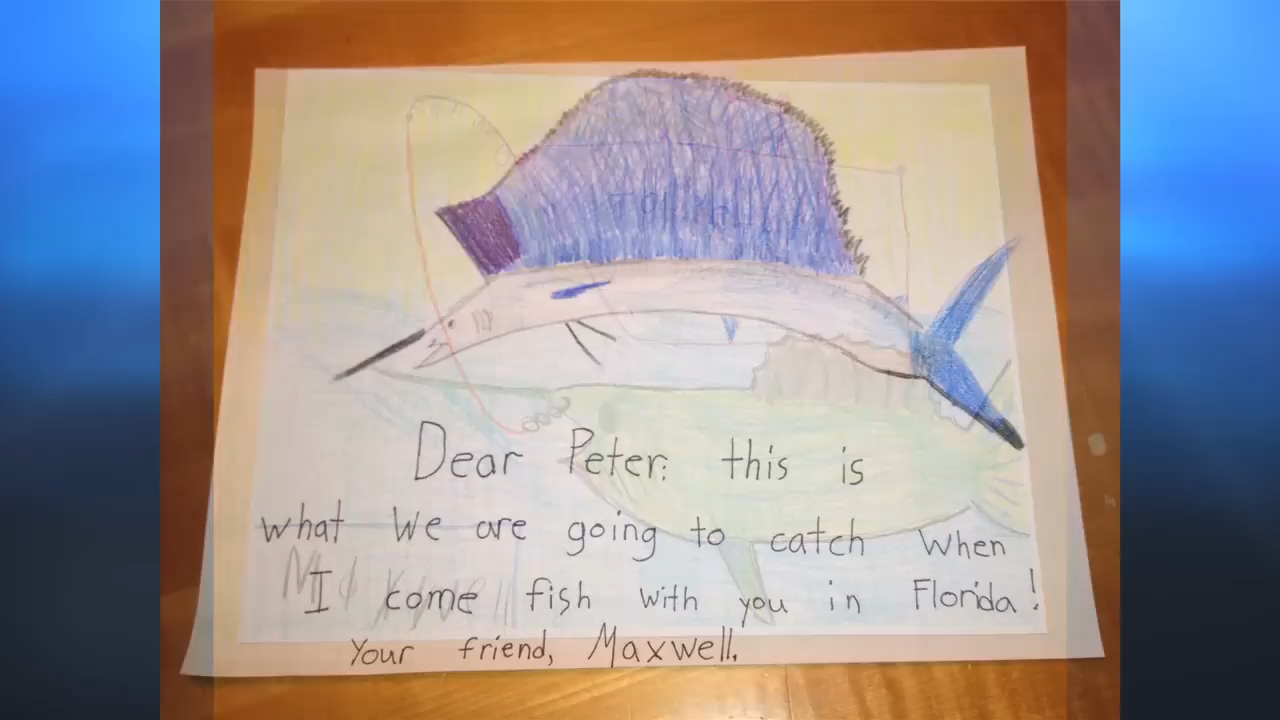 Dear Peter: this is
what We are going to catch When
I come fish with you in Florida!
Your friend, Maxwell.